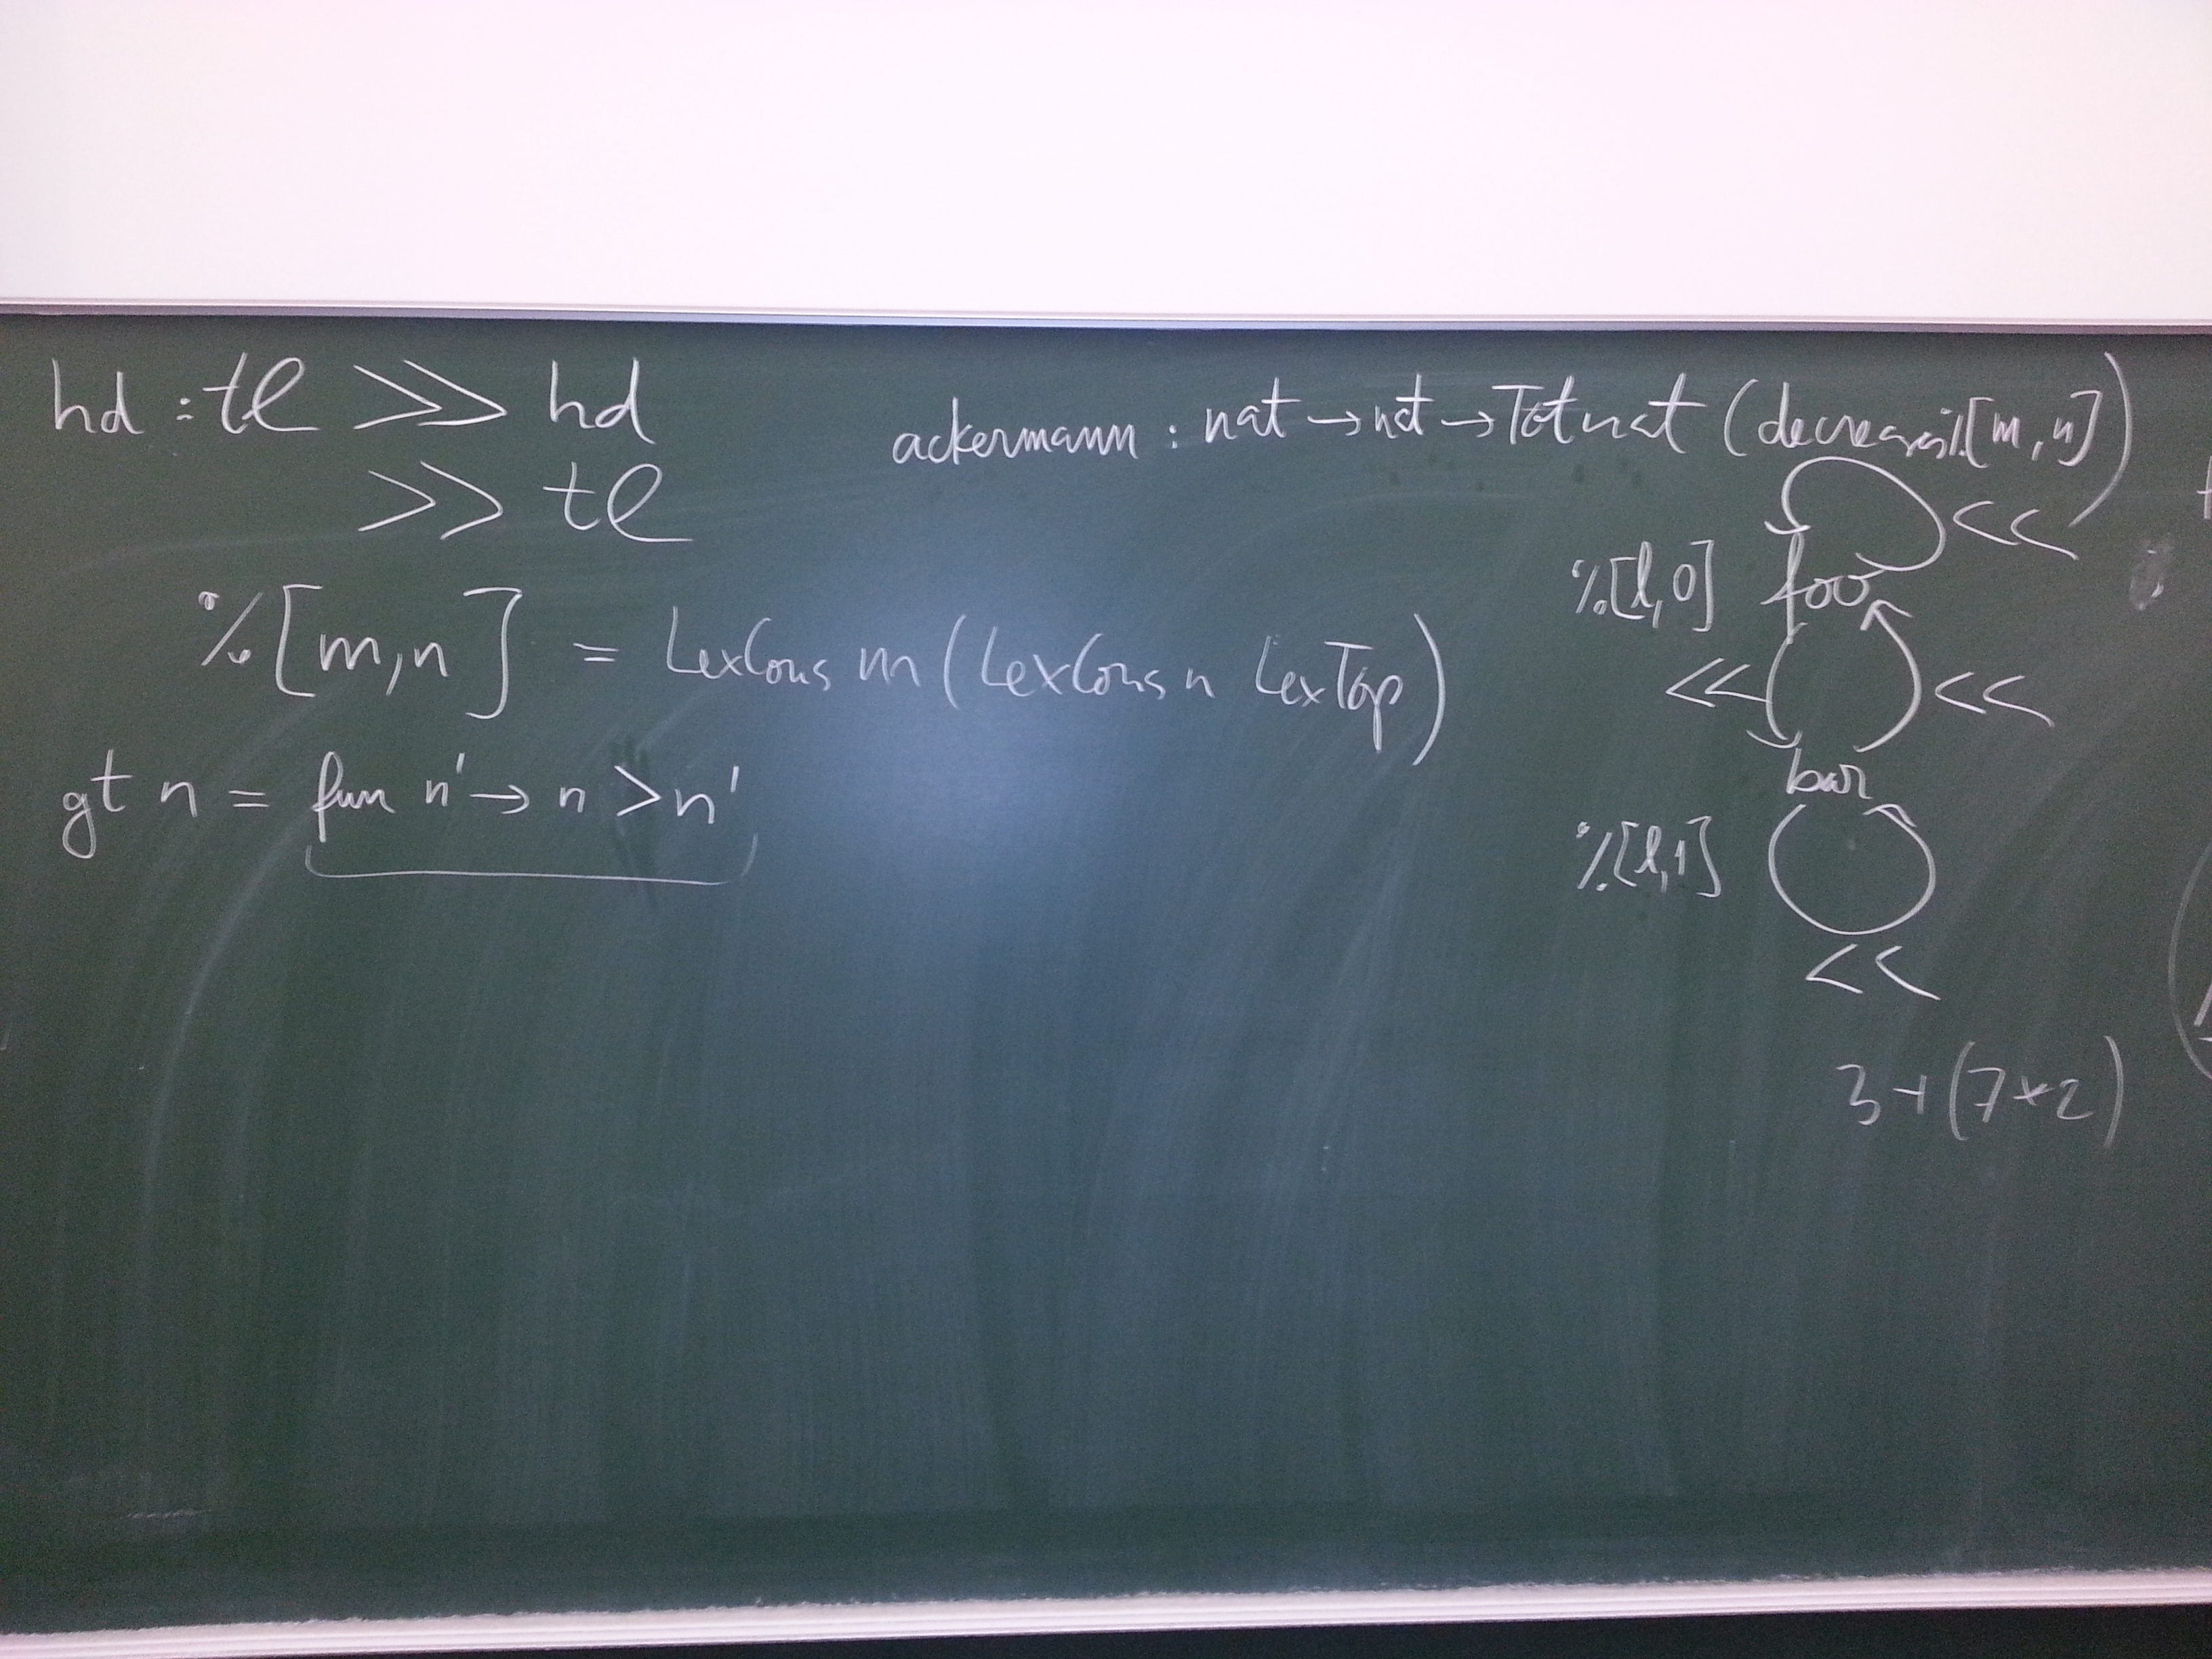 hd :: tl >> hd
>> tl
%[m,n] = LexCons m (LexCons n LexTop)
gt n = fun n' → n > n'
ackermann : nat → nat → Tot nat (decreases %[m,n])
<<
%[l,0] foo
<< <<
bar
%[l,1]
<<
3+(7*2)